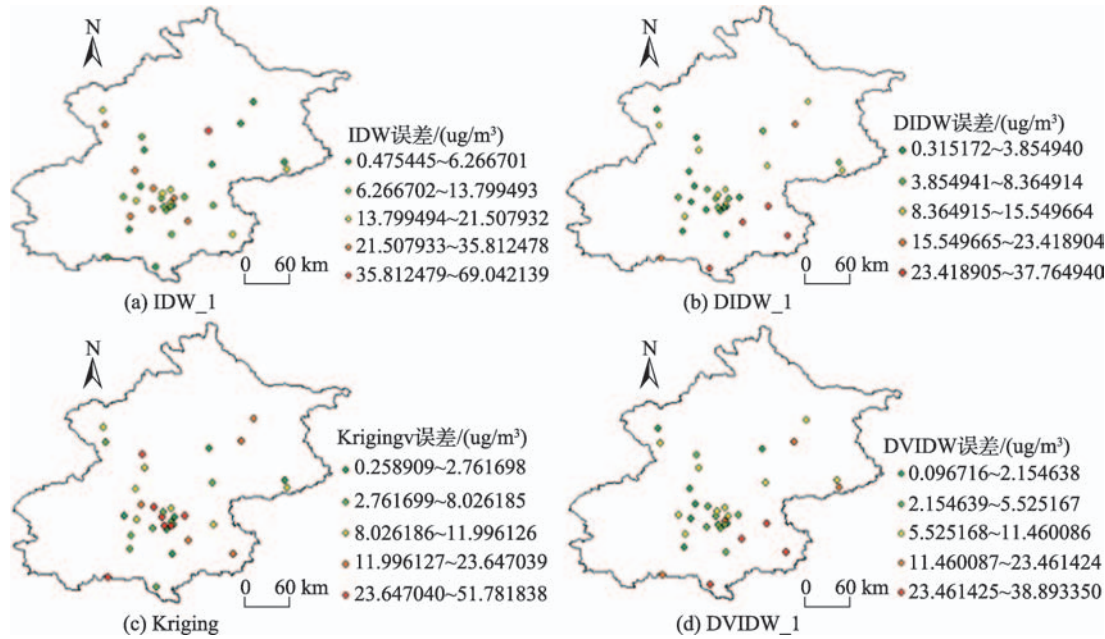 N
IDW误差/(ug/m³)
0.475445~6.266701
6.266702~13.799493
13.799494~21.507932
21.507933~35.812478
35.812479~69.042139
0 60 km
(a) IDW_1
N
DIDW误差/(ug/m³)
0.315172~3.854940
3.854941~8.364914
8.364915~15.549664
15.549665~23.418904
23.418905~37.764940
0 60 km
(b) DIDW_1
N
Krigingv误差/(ug/m³)
0.258909~2.761698
2.761699~8.026185
8.026186~11.996126
11.996127~23.647039
23.647040~51.781838
0 60 km
(c) Kriging
N
DVIDW误差/(ug/m³)
0.096716~2.154638
2.154639~5.525167
5.525168~11.460086
11.460087~23.461424
23.461425~38.893350
0 60 km
(d) DVIDW_1